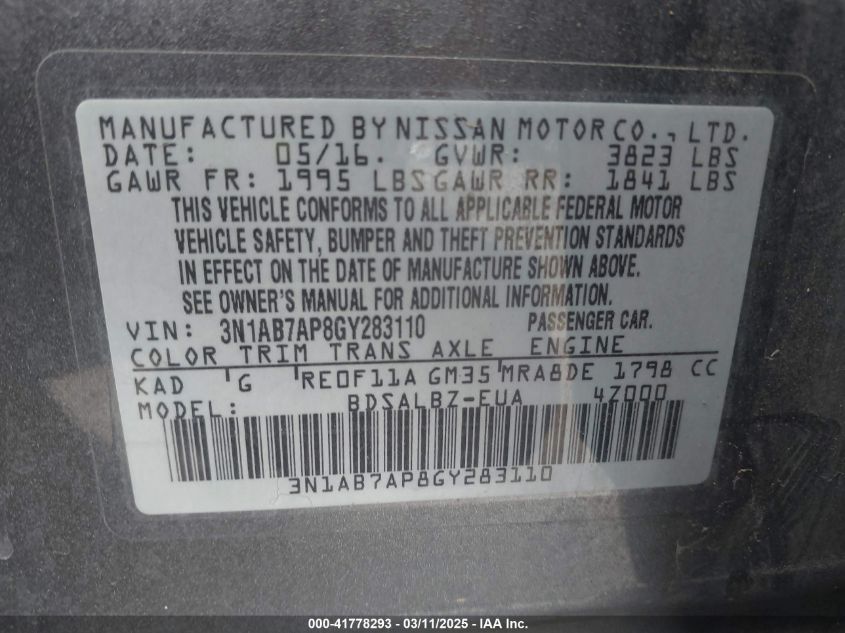 MANUFACTURED BY NISSAN MOTOR CO., LTD.
DATE: 05/16. GVWR: 3823 LBS
GAWR FR: 1995 LBS GAWR RR: 1841 LBS
THIS VEHICLE CONFORMS TO ALL APPLICABLE FEDERAL MOTOR
VEHICLE SAFETY, BUMPER AND THEFT PREVENTION STANDARDS
IN EFFECT ON THE DATE OF MANUFACTURE SHOWN ABOVE.
SEE OWNER'S MANUAL FOR ADDITIONAL INFORMATION.
VIN: 3N1AB7AP8GY283110 PASSENGER CAR.
COLOR TRIM TRANS AXLE ENGINE
KAD G RE0F11A GM35 MRA8DE 1798 CC
MODEL: BDSALBZ-EUA 4Z000
3N1AB7AP8GY283110
000-41778293 - 03/11/2025 - IAA Inc.